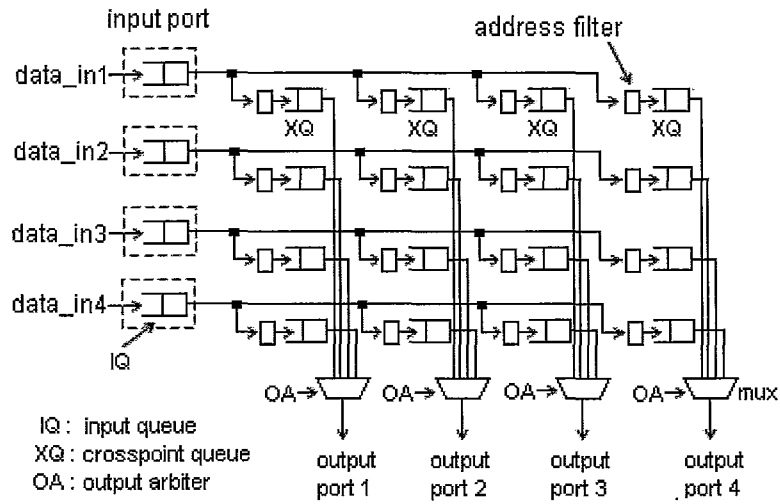 input port
address filter
data_in1
XQ XQ XQ XQ
data_in2
data_in3
data_in4
IQ
OA OA OA OA mux
IQ : input queue
XQ : crosspoint queue
OA : output arbiter
output port 1
output port 2
output port 3
output port 4